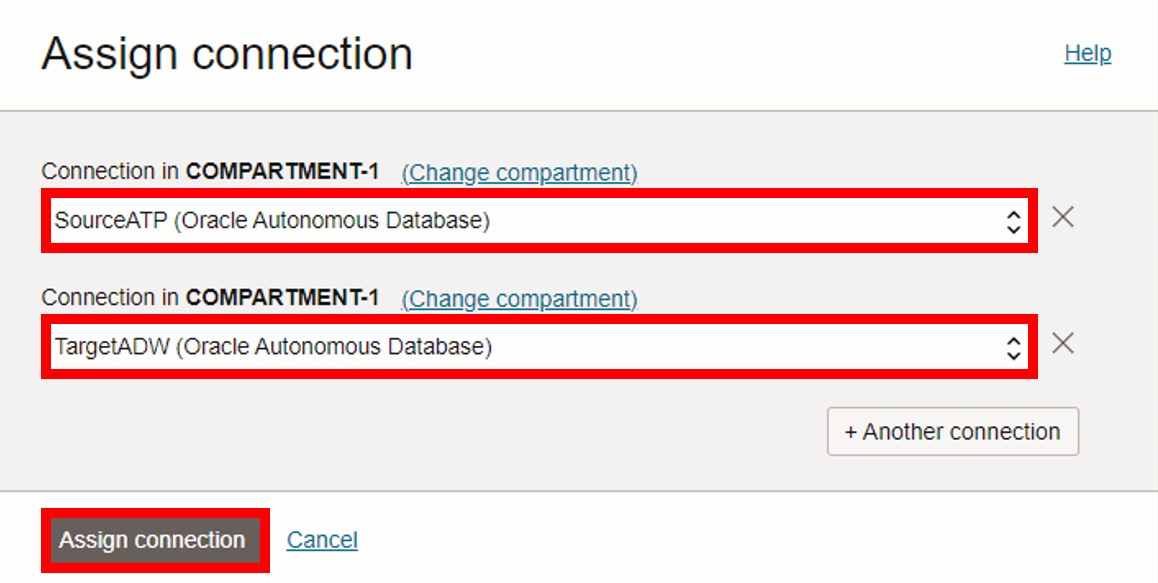 Assign connection
Help
Connection in COMPARTMENT-1 (Change compartment)
SourceATP (Oracle Autonomous Database)
Connection in COMPARTMENT-1 (Change compartment)
TargetADW (Oracle Autonomous Database)
+ Another connection
Assign connection Cancel